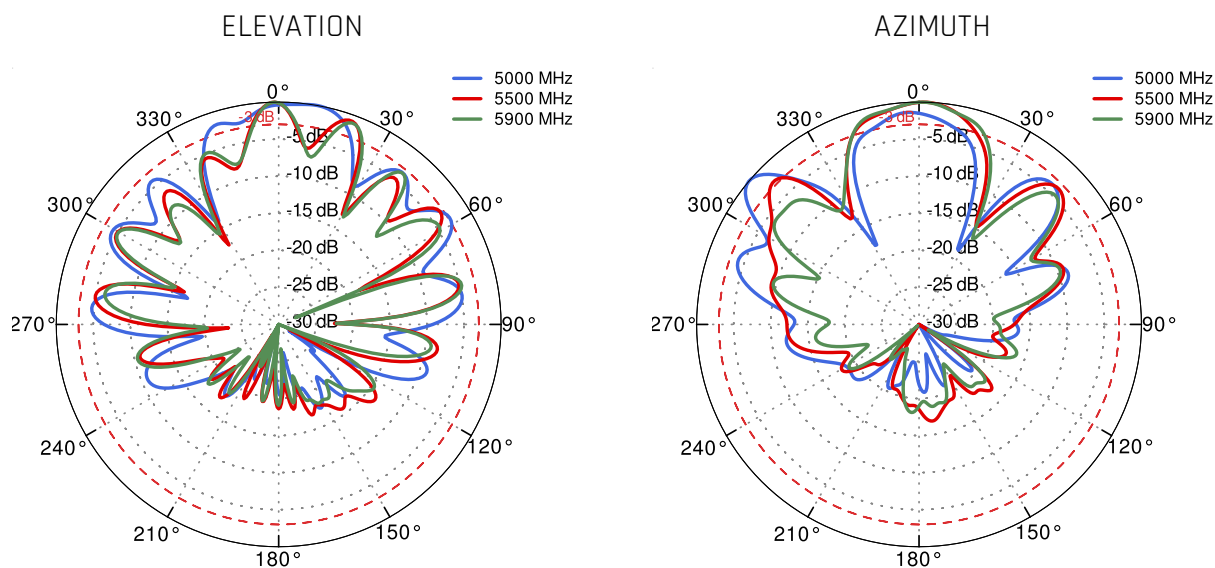 ELEVATION
5000 MHz
5500 MHz
5900 MHz
0°
330°
30°
-3 dB
-5 dB
-10 dB
300°
60°
-15 dB
-20 dB
-25 dB
270°
-30 dB
90°
240°
120°
210°
150°
180°
AZIMUTH
5000 MHz
5500 MHz
5900 MHz
0°
330°
30°
-3 dB
-5 dB
-10 dB
300°
60°
-15 dB
-20 dB
-25 dB
270°
-30 dB
90°
240°
120°
210°
150°
180°